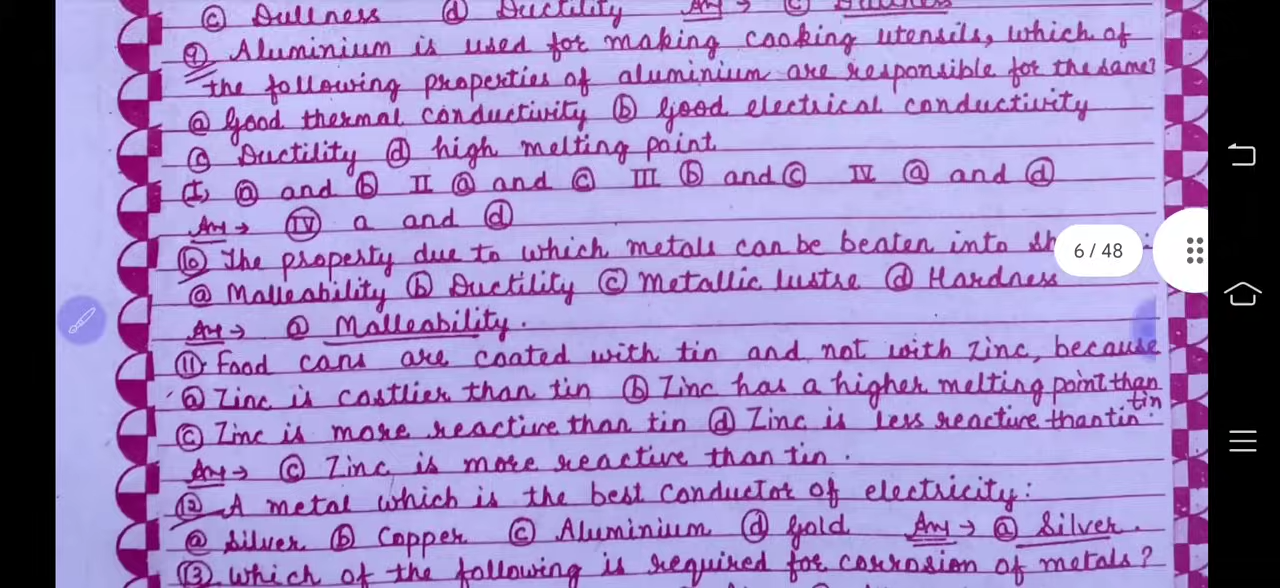 ⓒ Dullness ⓓ Ductility Ans → ⓒ Dullness
⑨ Aluminium is used for making cooking utensils, which of
the following properties of aluminium are responsible for the same?
ⓐ Good thermal conductivity ⓑ Good electrical conductivity
ⓒ Ductility ⓓ high melting point
(I) ⓐ and ⓑ II ⓐ and ⓒ III ⓑ and ⓒ IV ⓐ and ⓓ
Ans → (IV) a and ⓓ
⑩ The property due to which metals can be beaten into
6 / 48
ⓐ Malleability ⓑ Ductility ⓒ Metallic lustre ⓓ Hardness
Ans → ⓐ Malleability.
⑪ Food cans are coated with tin and not with Zinc, because
ⓐ Zinc is costlier than tin ⓑ Zinc has a higher melting point than
tin
ⓒ Zinc is more reactive than tin ⓓ Zinc is less reactive than tin.
Ans → ⓒ Zinc is more reactive than tin.
⑫ A metal which is the best conductor of electricity:
ⓐ Silver ⓑ Copper ⓒ Aluminium ⓓ Gold Ans → ⓐ Silver.
⑬ Which of the following is required for corrosion of metals?